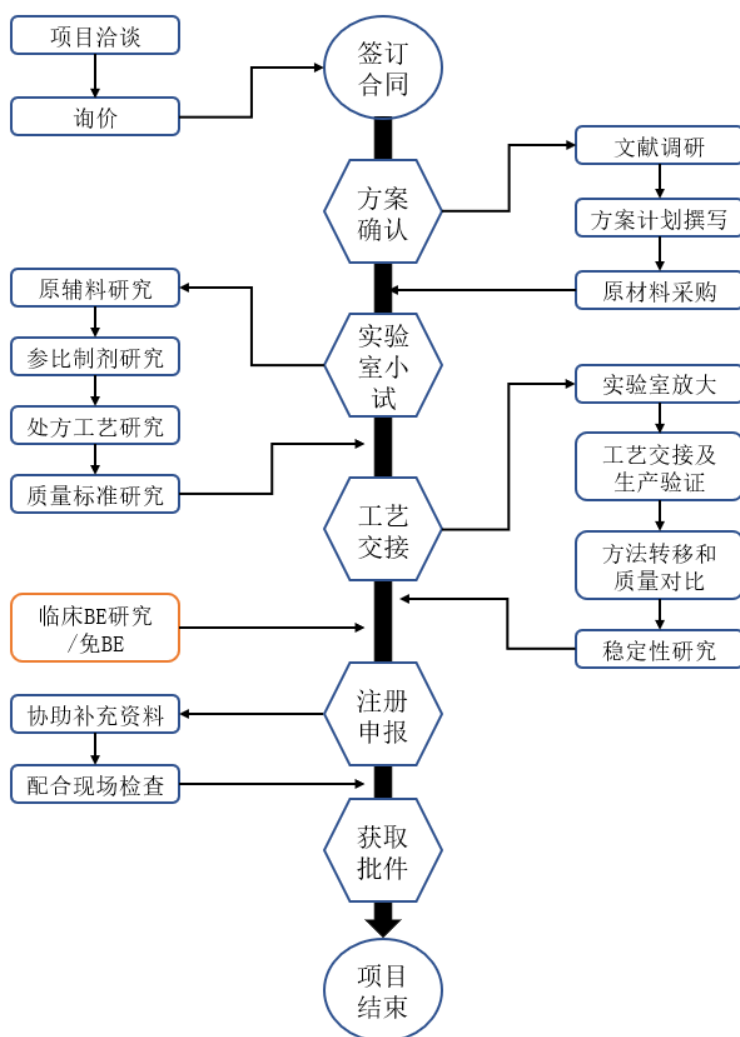 项目洽谈
询价
签订
合同
方案
确认
文献调研
方案计划撰写
原材料采购
实验
室小
试
原辅料研究
参比制剂研究
处方工艺研究
质量标准研究
工艺
交接
实验室放大
工艺交接及
生产验证
方法转移和
质量对比
稳定性研究
临床BE研究
/免BE
注册
申报
协助补充资料
配合现场检查
获取
批件
项目
结束